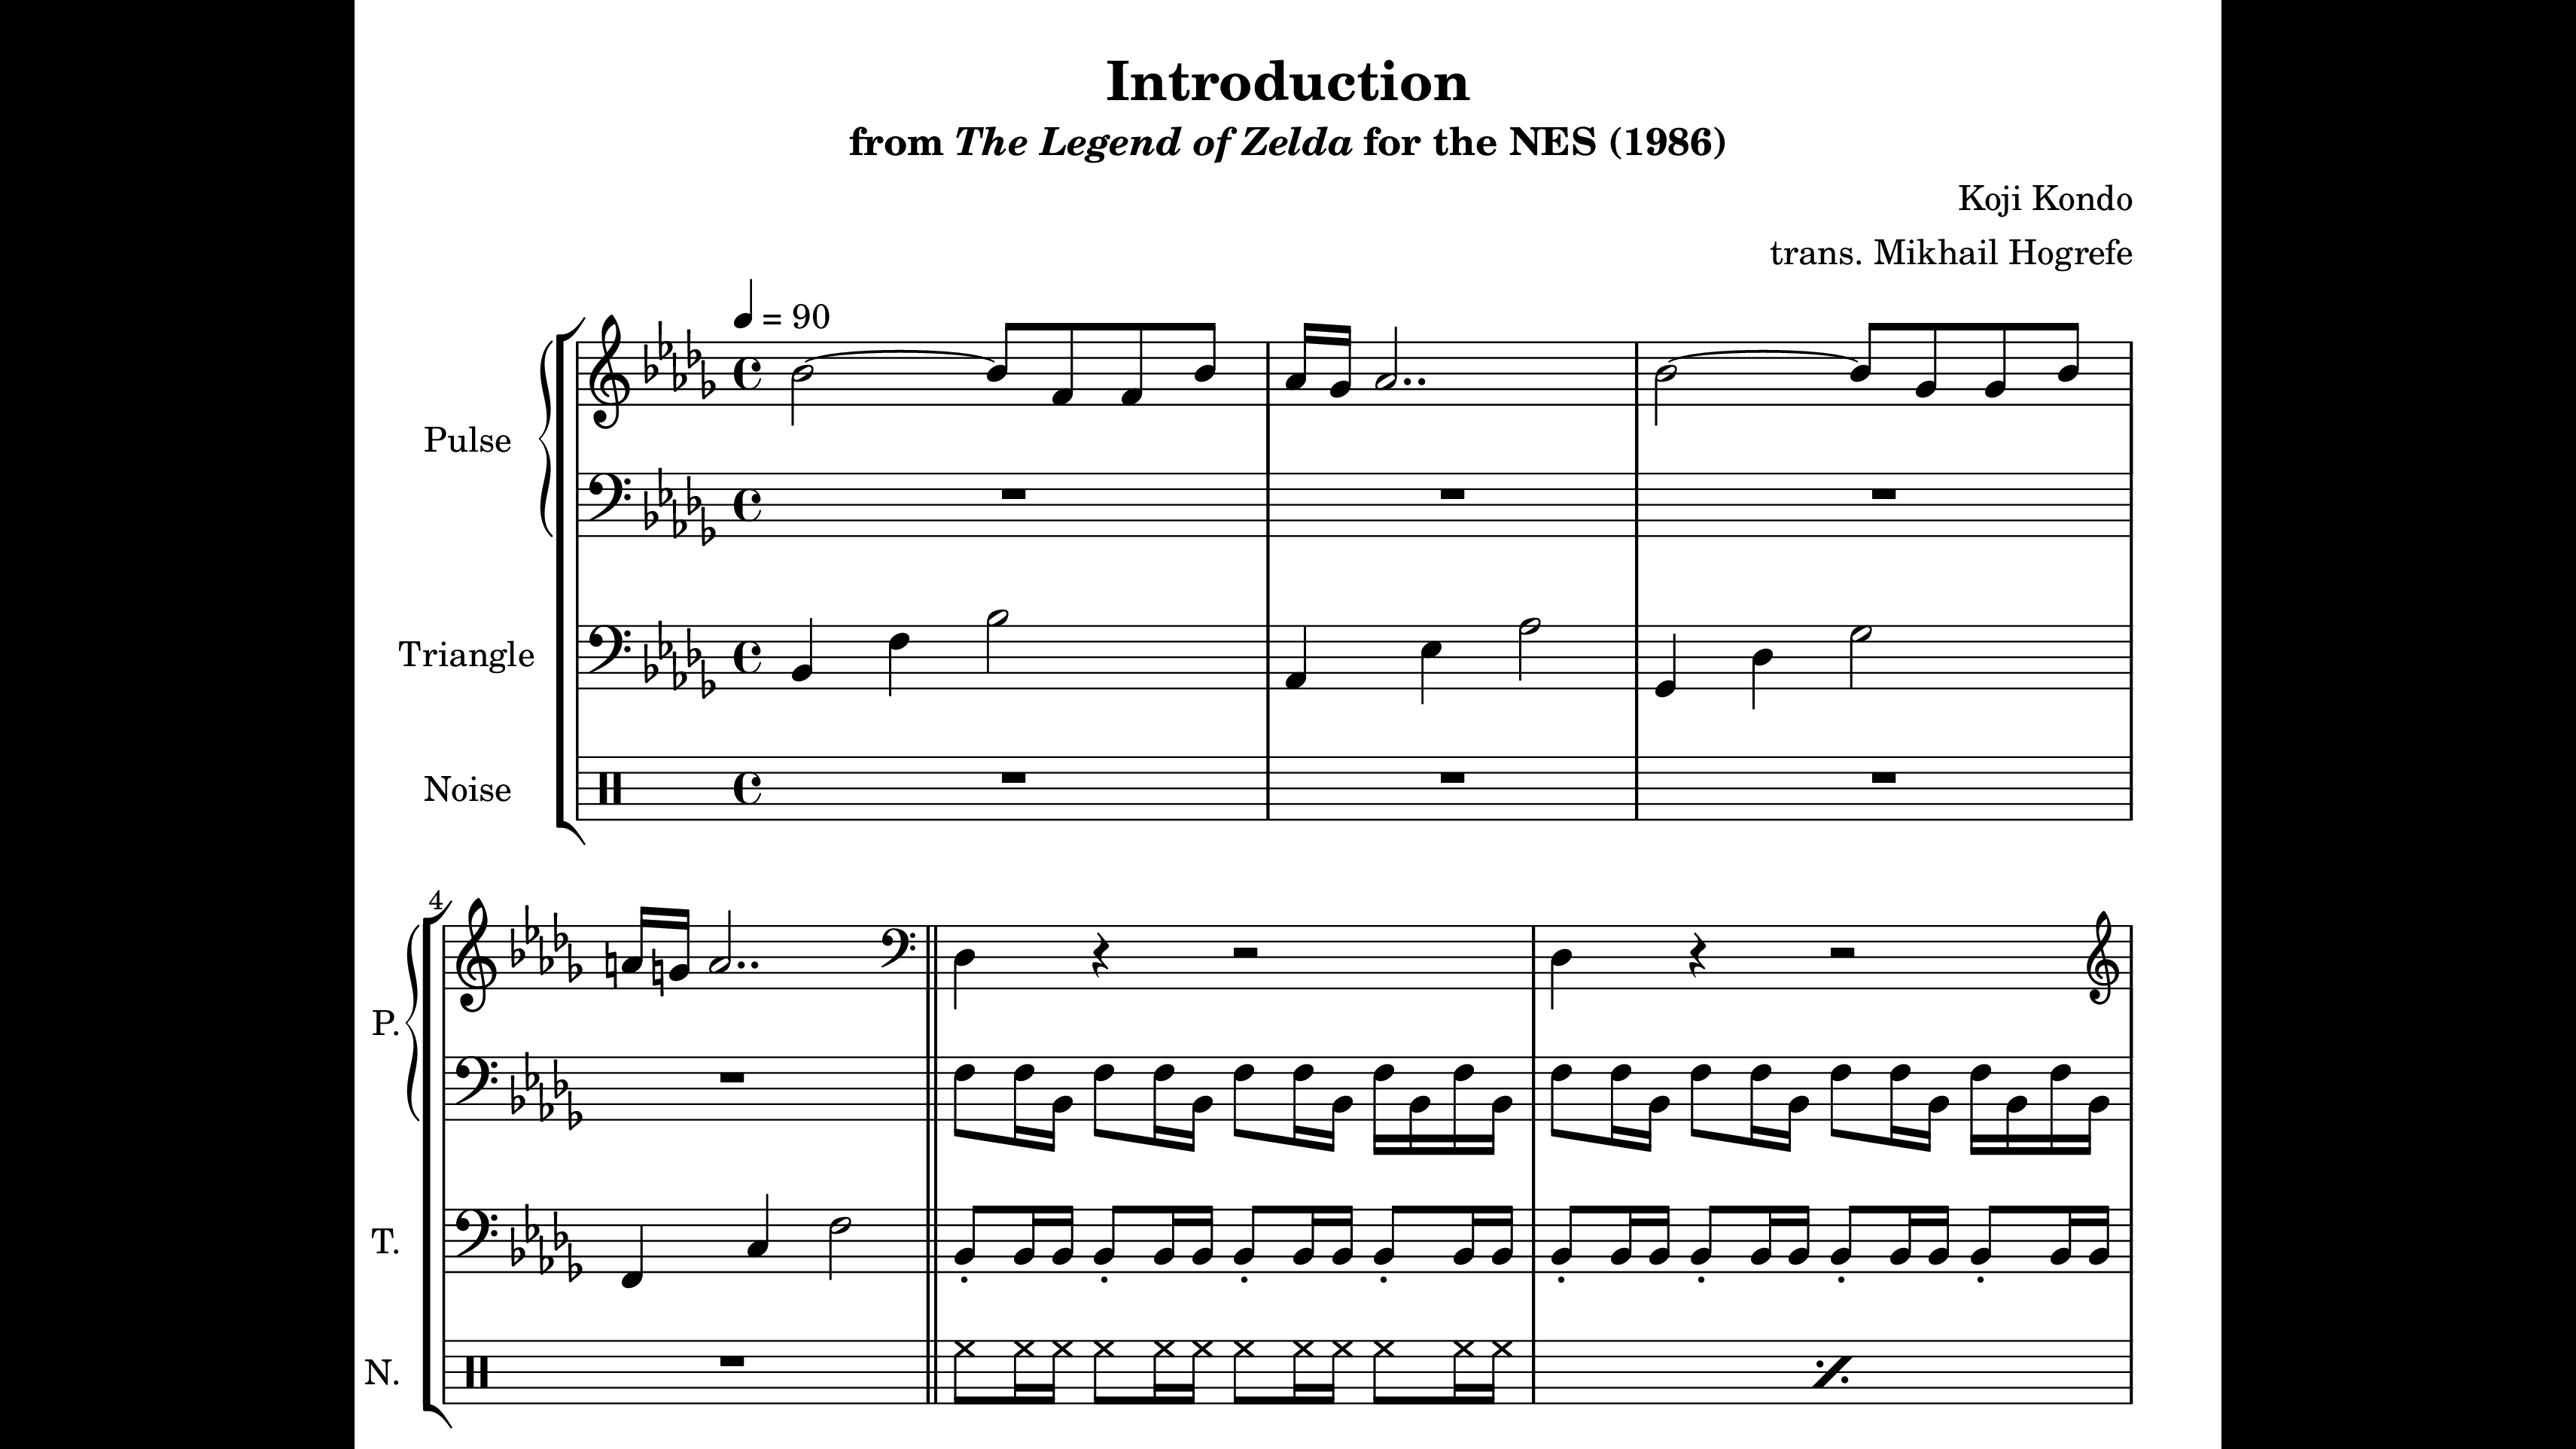 Introduction
from The Legend of Zelda for the NES (1986)
Koji Kondo
trans. Mikhail Hogrefe
♩ = 90
Pulse
Triangle
Noise
4
P.
T.
N.